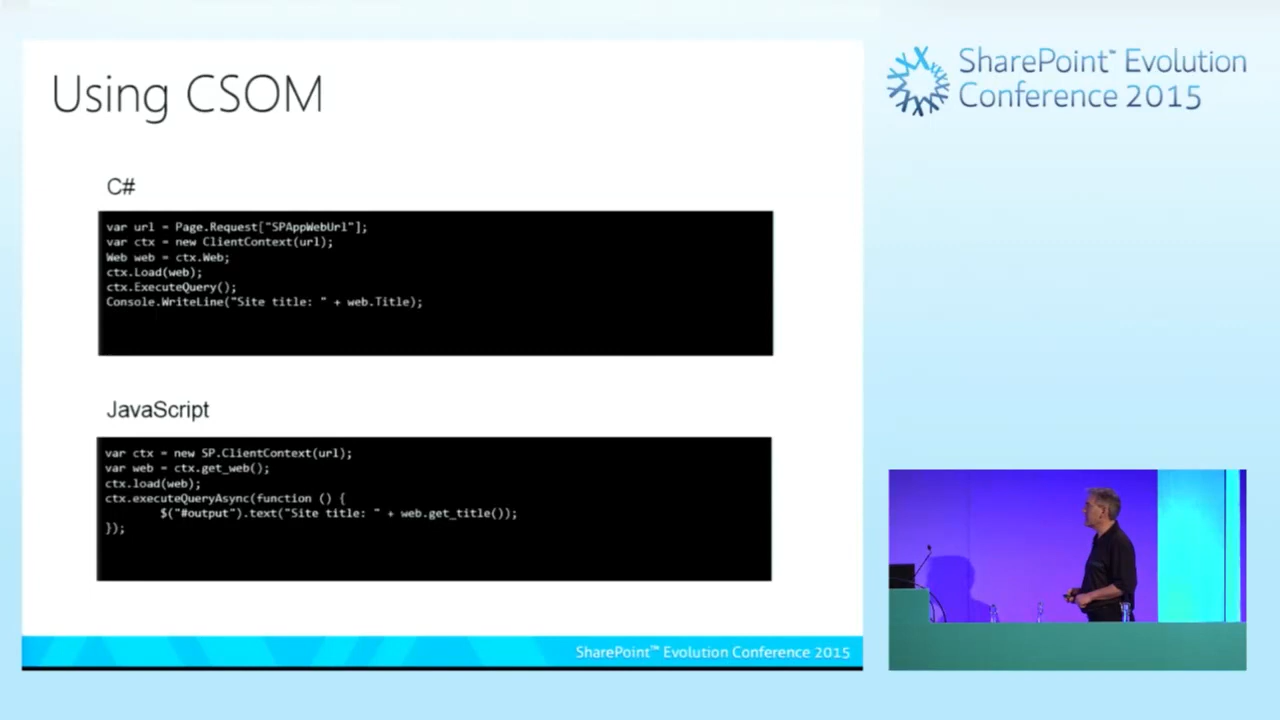 Using CSOM
C#
var url = Page.Request["SPAppWebUrl"];
var ctx = new ClientContext(url);
Web web = ctx.Web;
ctx.Load(web);
ctx.ExecuteQuery();
Console.WriteLine("Site title: " + web.Title);
JavaScript
var ctx = new SP.ClientContext(url);
var web = ctx.get_web();
ctx.load(web);
ctx.executeQueryAsync(function () {
$("#output").text("Site title: " + web.get_title());
});
SharePoint™ Evolution Conference 2015
SharePoint™ Evolution
Conference 2015